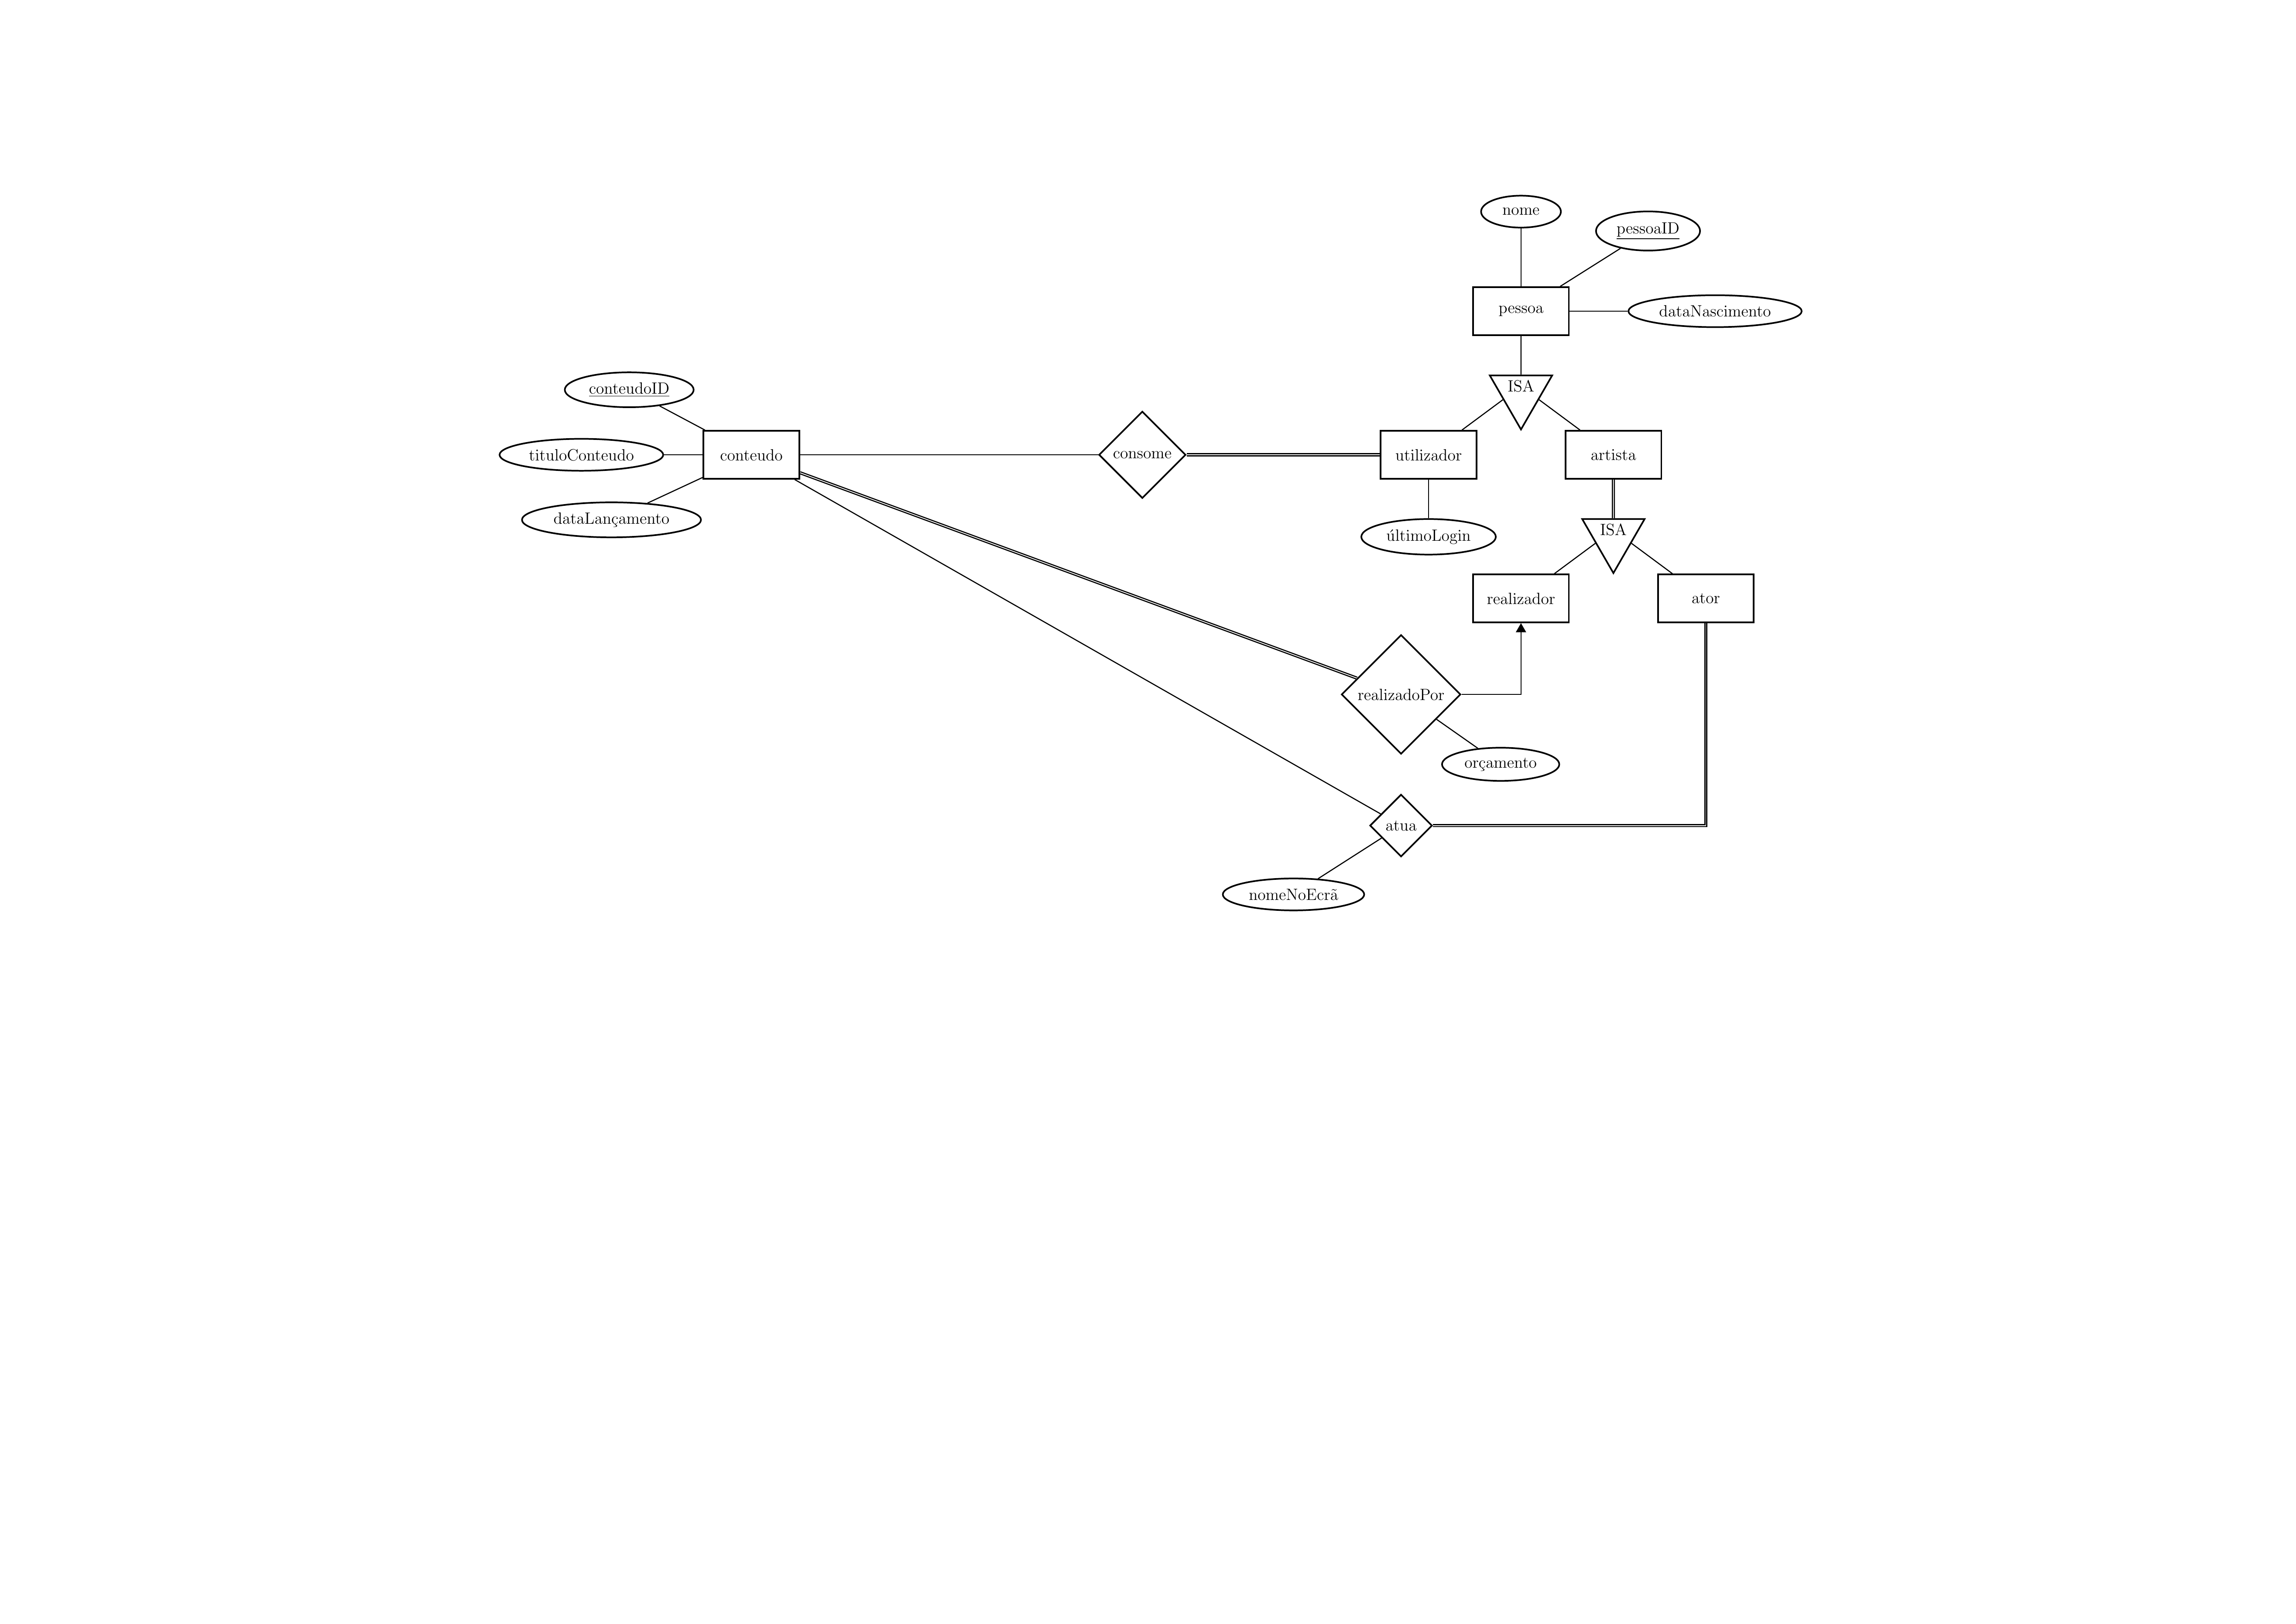 nome
pessoaID
pessoa
dataNascimento
ISA
conteudoID
tituloConteudo
conteudo
consome
utilizador
artista
dataLançamento
últimoLogin
ISA
realizador
ator
realizadoPor
orçamento
atua
nomeNoEcrã